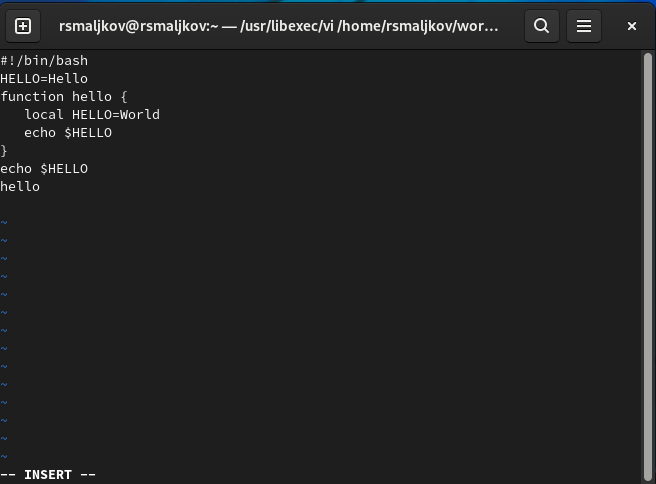 rsmaljkov@rsmaljkov:~ — /usr/libexec/vi /home/rsmaljkov/wor…
#!/bin/bash
HELLO=Hello
function hello {
   local HELLO=World
   echo $HELLO
}
echo $HELLO
hello
~
~
~
~
~
~
~
~
~
~
~
~
~
~
-- INSERT --